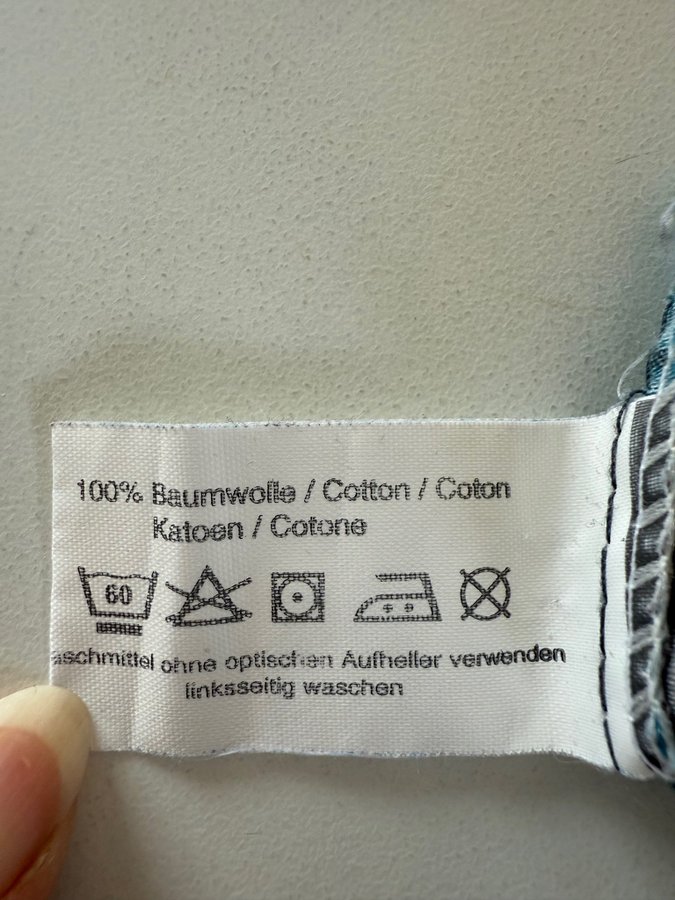 100% Baumwolle / Cotton / Coton
Katoen / Cotone
60
aschmittel ohne optischen Aufheller verwenden
linksseitig waschen